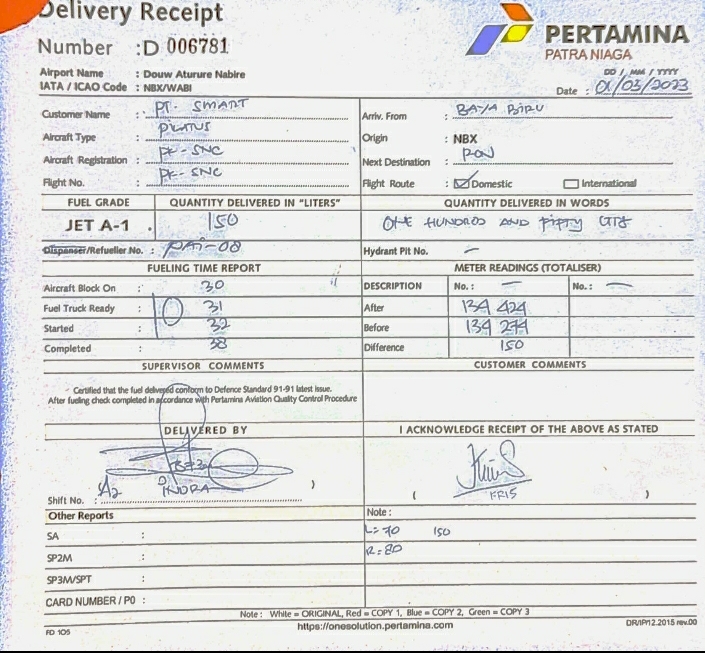 Delivery Receipt
Number : D 006781
PERTAMINA
PATRA NIAGA
Airport Name : Douw Aturure Nabire
IATA / ICAO Code : NBX/WABI
DD / MM / YYYY
Date : 01/03/2023
Customer Name : PT. SMART
Arriv. From : BAYA BIRU
Aircraft Type : PILATUS
Origin : NBX
Aircraft Registration : PK-SNC
Next Destination :
Flight No. : PK-SNC
Flight Route : Domestic International
FUEL GRADE QUANTITY DELIVERED IN "LITERS" QUANTITY DELIVERED IN WORDS
JET A-1 . 150 ONE HUNDRED AND FIFTY LTS
Dispenser/Refueller No. : PAI-08 Hydrant Pit No. –
FUELING TIME REPORT METER READINGS (TOTALISER)
Aircraft Block On : 30 DESCRIPTION No. : – No. : –
Fuel Truck Ready : 10 31 After 134 424
Started : 32 Before 134 274
Completed : 38 Difference 150
SUPERVISOR COMMENTS CUSTOMER COMMENTS
Certified that the fuel delivered conform to Defence Standard 91-91 latest issue.
After fueling check completed in accordance with Pertamina Aviation Quality Control Procedure
DELIVERED BY I ACKNOWLEDGE RECEIPT OF THE ABOVE AS STATED
Shift No. : A2 INDRA ) ( FRIS )
Other Reports Note :
SA : L=70 150
SP2M : R=80
SP3M/SPT :
CARD NUMBER / PO :
Note : White = ORIGINAL, Red = COPY 1, Blue = COPY 2, Green = COPY 3
https://onesolution.pertamina.com
FD 105 DR/IP/12.2015 rev.00